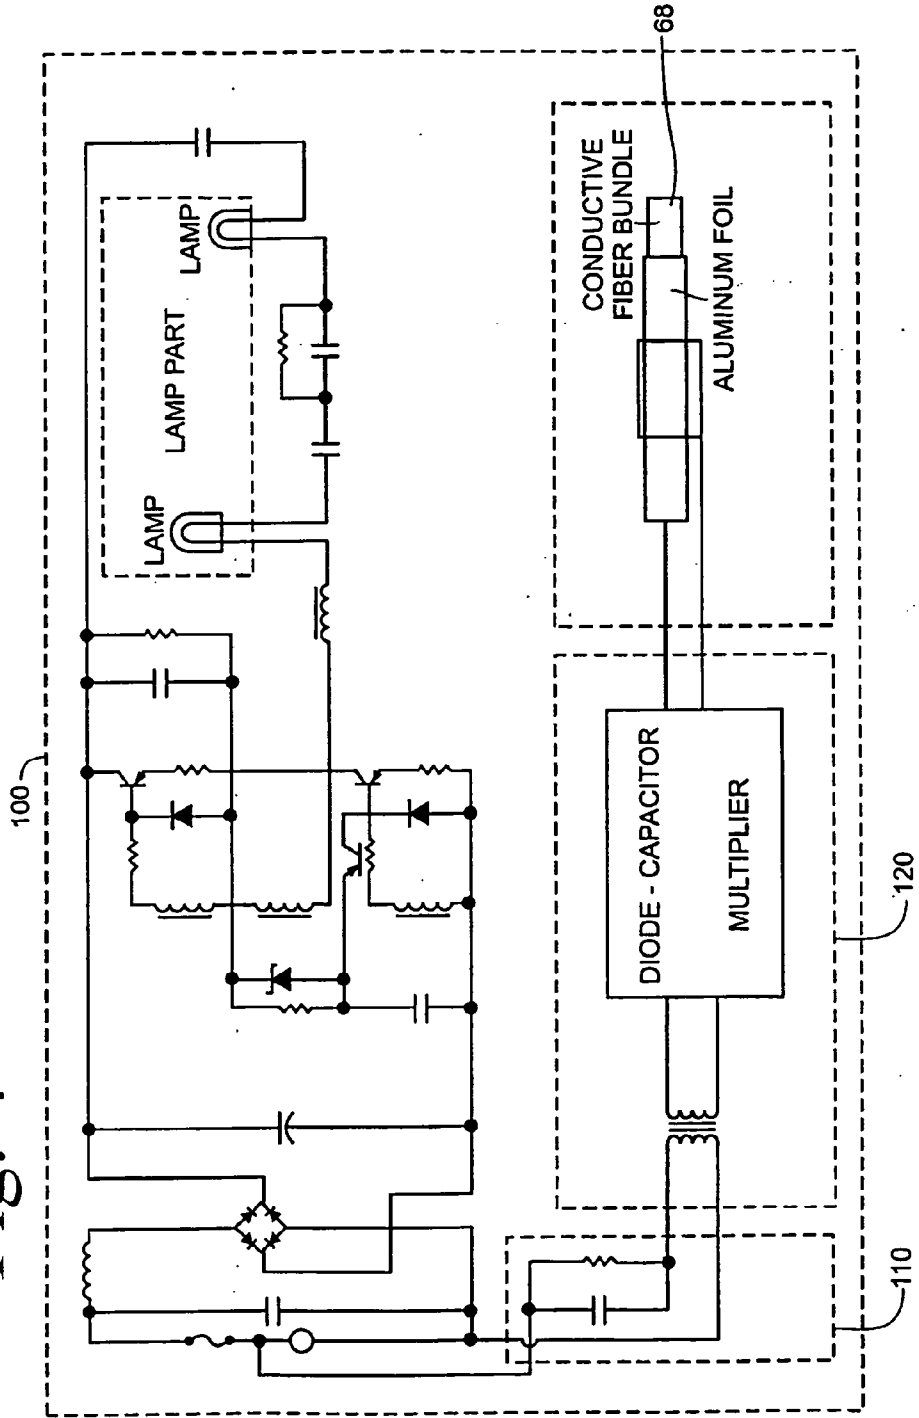 100
LAMP
LAMP PART
LAMP
CONDUCTIVE
FIBER BUNDLE
68
ALUMINUM FOIL
DIODE - CAPACITOR
MULTIPLIER
120
110